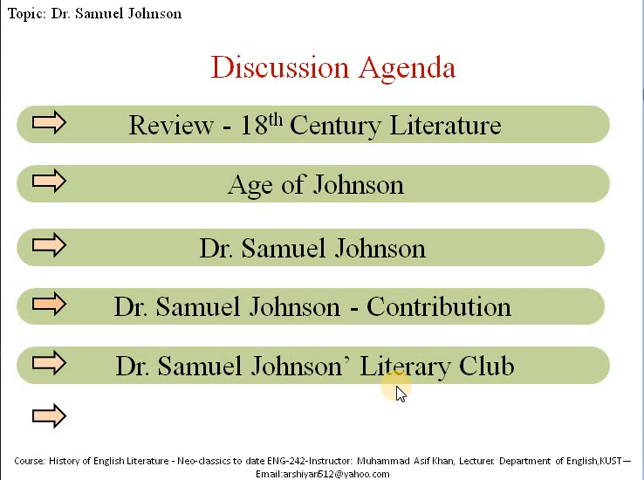 Topic: Dr. Samuel Johnson
Discussion Agenda
Review - 18th Century Literature
Age of Johnson
Dr. Samuel Johnson
Dr. Samuel Johnson - Contribution
Dr. Samuel Johnson’ Literary Club
Course: History of English Literature - Neo-classics to date ENG-242-Instructor: Muhammad Asif Khan, Lecturer. Department of English,KUST—
Email:arshiyan512@yahoo.com